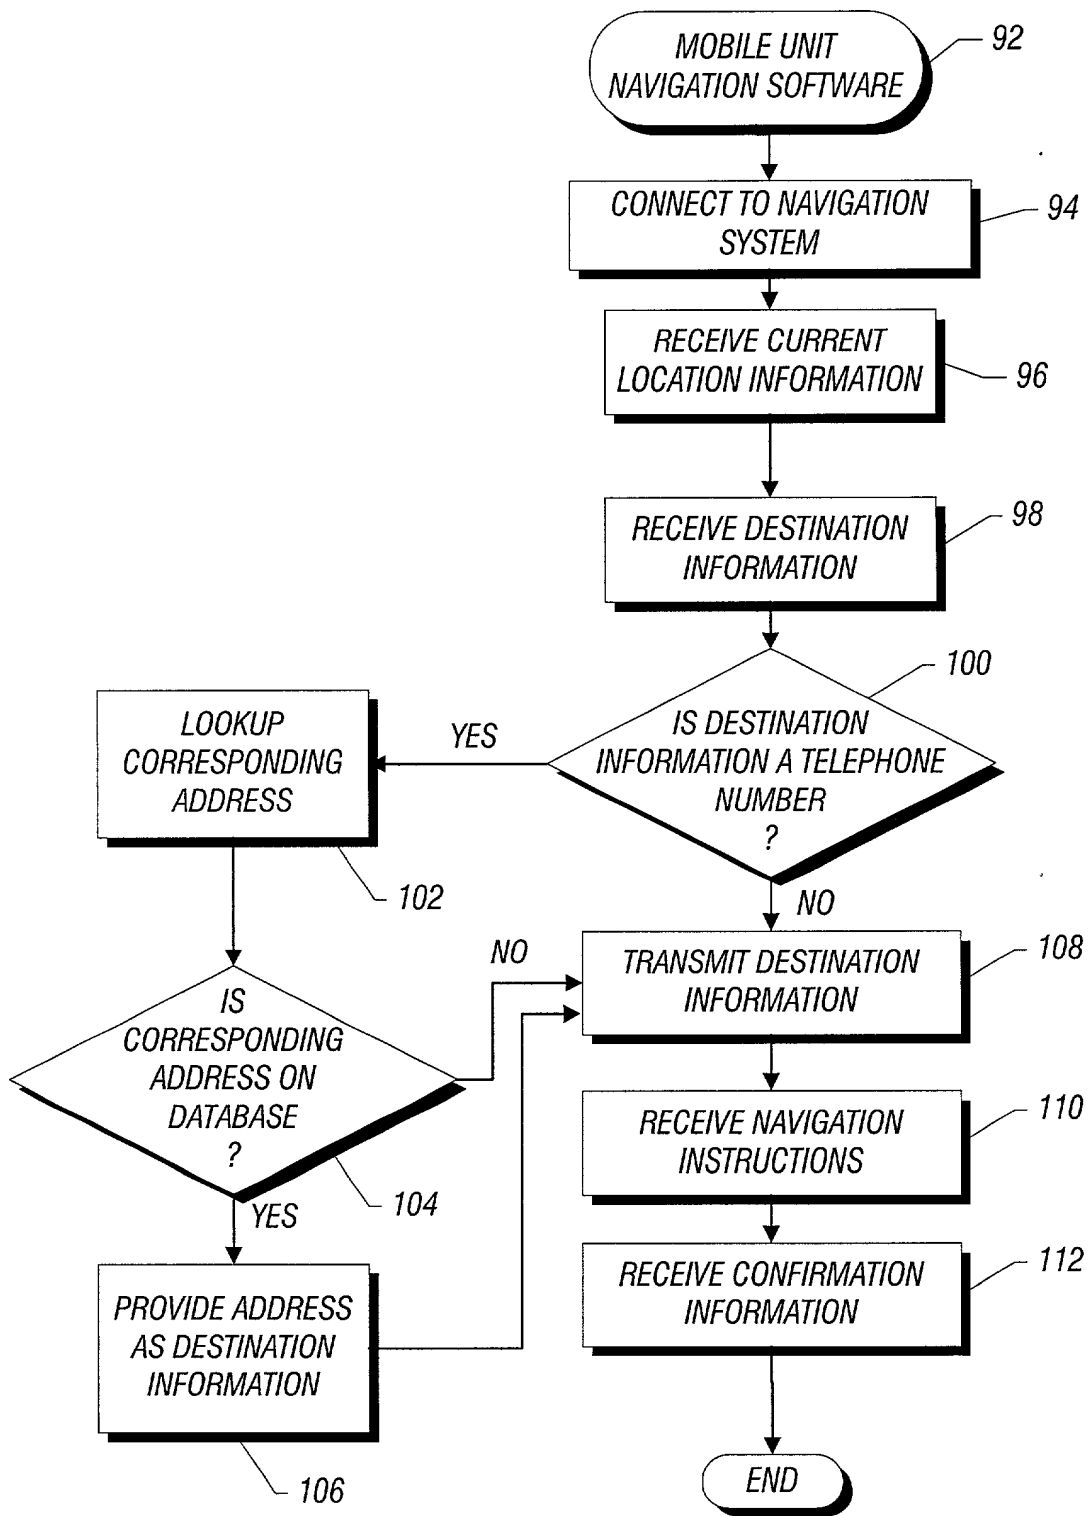 MOBILE UNIT
NAVIGATION SOFTWARE
92
CONNECT TO NAVIGATION
SYSTEM
94
RECEIVE CURRENT
LOCATION INFORMATION
96
RECEIVE DESTINATION
INFORMATION
98
IS DESTINATION
INFORMATION A TELEPHONE
NUMBER
?
100
YES
NO
LOOKUP
CORRESPONDING
ADDRESS
102
IS
CORRESPONDING
ADDRESS ON
DATABASE
?
104
NO
YES
PROVIDE ADDRESS
AS DESTINATION
INFORMATION
106
TRANSMIT DESTINATION
INFORMATION
108
RECEIVE NAVIGATION
INSTRUCTIONS
110
RECEIVE CONFIRMATION
INFORMATION
112
END